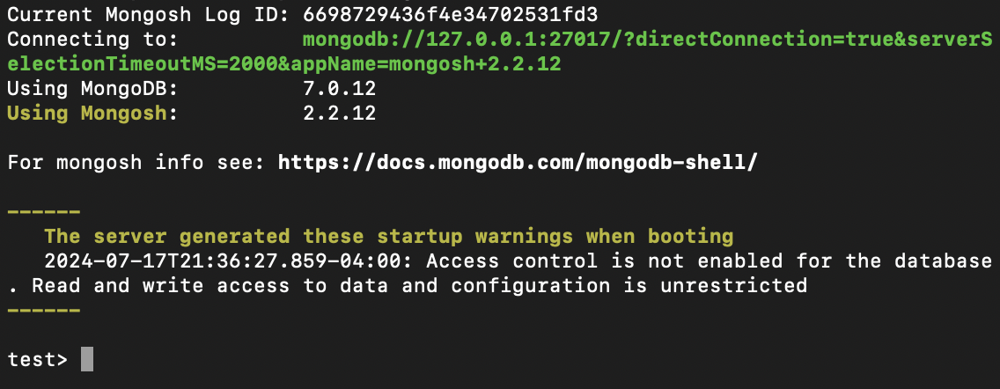 Current Mongosh Log ID: 6698729436f4e34702531fd3
Connecting to:          mongodb://127.0.0.1:27017/?directConnection=true&serverS
electionTimeoutMS=2000&appName=mongosh+2.2.12
Using MongoDB:          7.0.12
Using Mongosh:          2.2.12
For mongosh info see: https://docs.mongodb.com/mongodb-shell/
------
   The server generated these startup warnings when booting
   2024-07-17T21:36:27.859-04:00: Access control is not enabled for the database
. Read and write access to data and configuration is unrestricted
------
test>